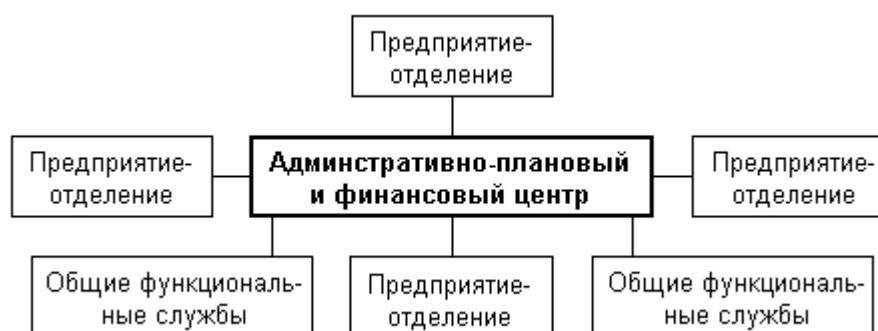 Предприятие-
отделение
Предприятие-
отделение
Админстративно-плановый
и финансовый центр
Предприятие-
отделение
Общие функциональ-
ные службы
Предприятие-
отделение
Общие функциональ-
ные службы